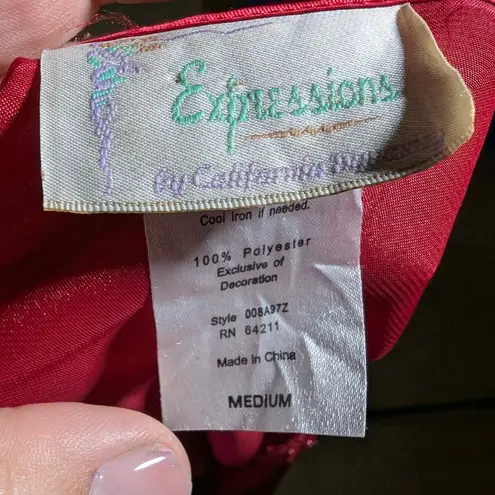 Expressions
By California
Cool iron if needed.
100% Polyester
Exclusive of
Decoration
Style 008A97Z
RN 64211
Made in China
MEDIUM